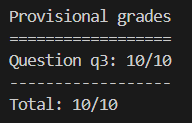 Provisional grades
==================
Question q3: 10/10
------------------
Total: 10/10